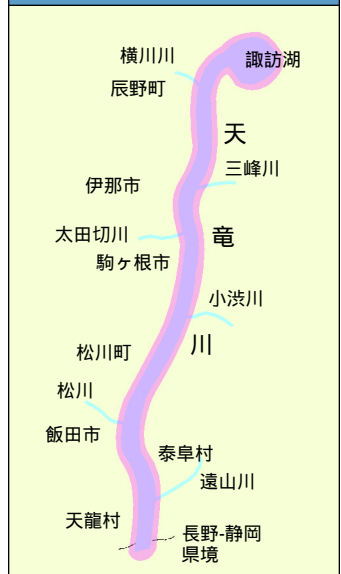 横川川
諏訪湖
辰野町
天
三峰川
伊那市
太田切川
竜
駒ヶ根市
小渋川
川
松川町
松川
飯田市
泰阜村
遠山川
天龍村
長野-静岡
県境